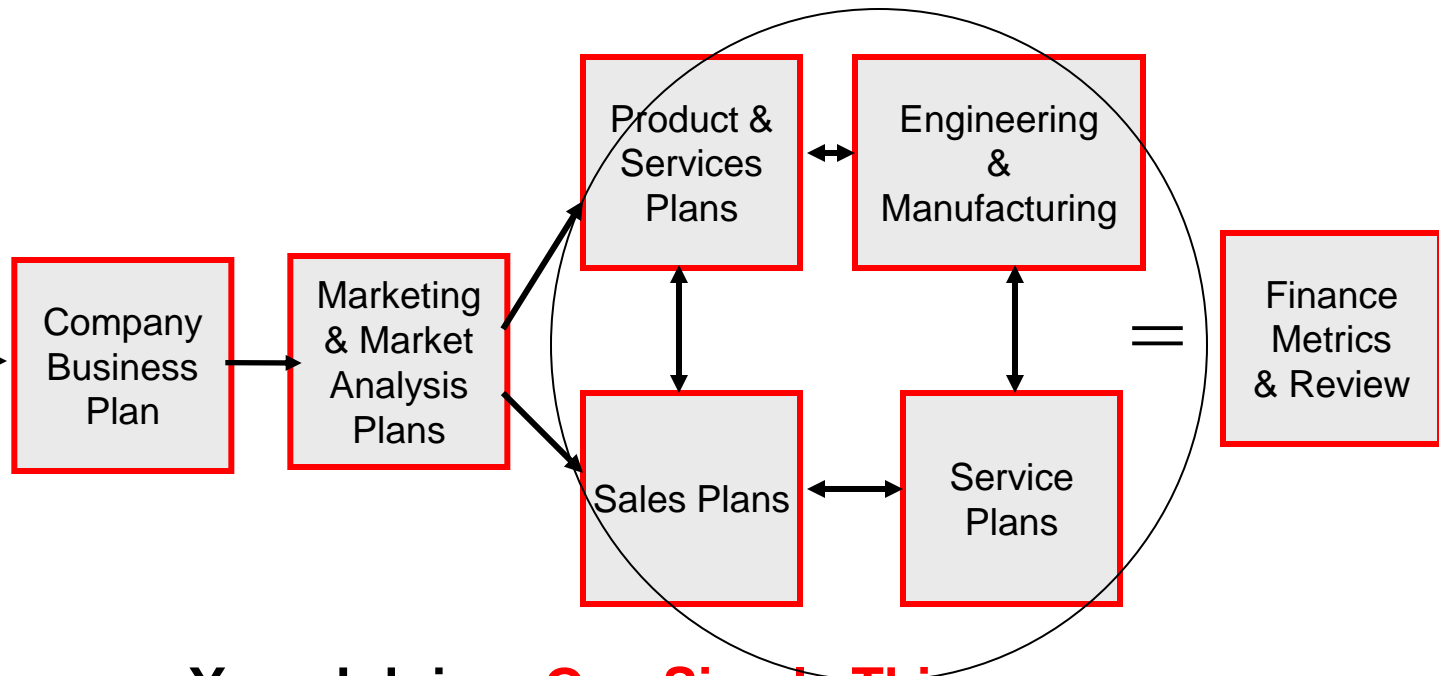 Company
Business
Plan
Marketing
& Market
Analysis
Plans
Product &
Services
Plans
Engineering
&
Manufacturing
Sales Plans
Service
Plans
=
Finance
Metrics
& Review